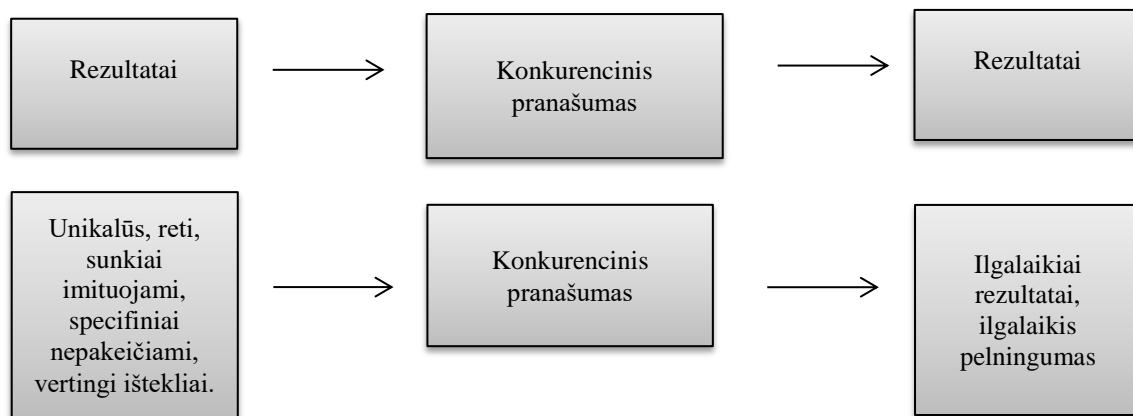 Rezultatai
Konkurencinis
pranašumas
Rezultatai
Unikalūs, reti,
sunkiai
imituojami,
specifiniai
nepakeičiami,
vertingi ištekliai.
Konkurencinis
pranašumas
Ilgalaikiai
rezultatai,
ilgalaikis
pelningumas